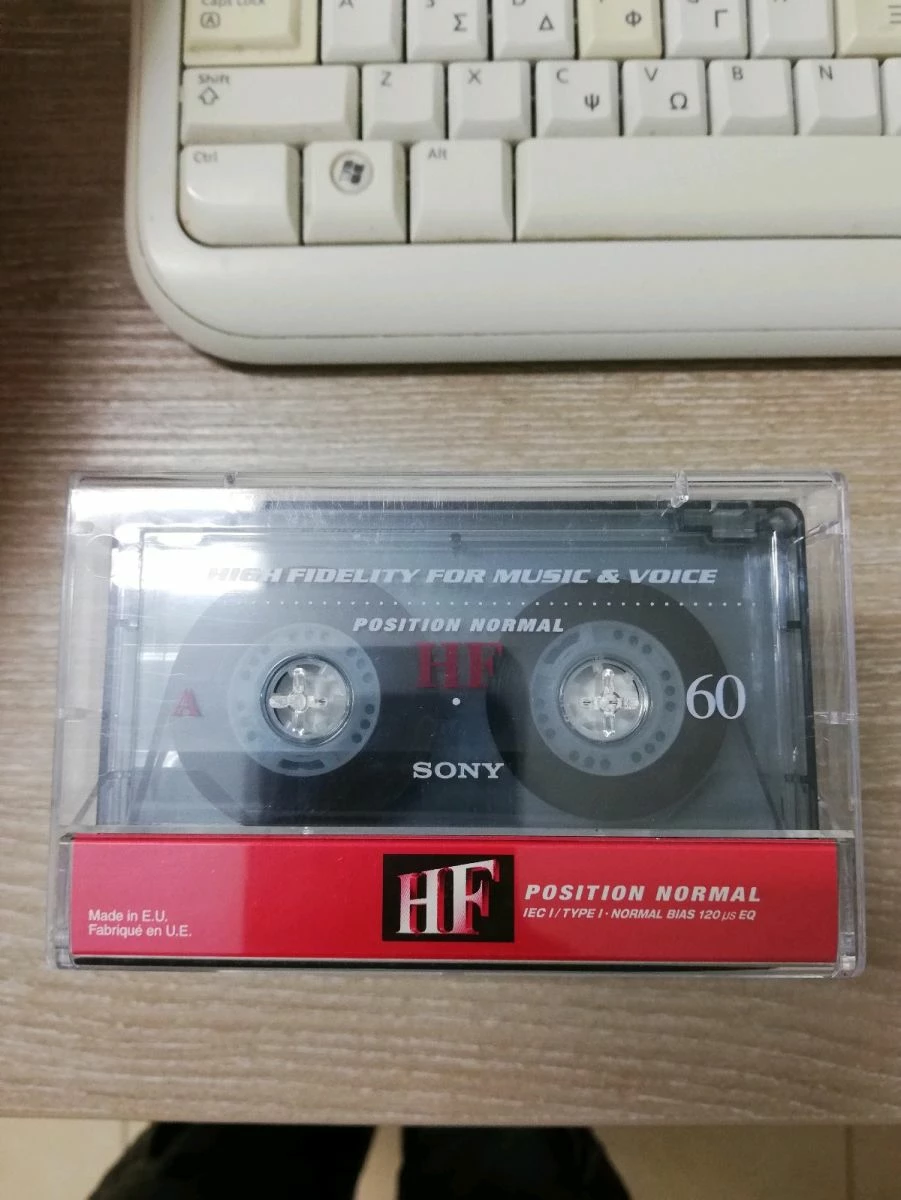 Caps Lock
A
Σ
Δ
Φ
Γ
Shift
Z
X
C
ψ
V
Ω
B
N
Ctrl
Alt
HIGH FIDELITY FOR MUSIC & VOICE
POSITION NORMAL
HF
A
60
SONY
HF
POSITION NORMAL
IEC I / TYPE I · NORMAL BIAS 120 µs EQ
Made in E.U.
Fabriqué en U.E.